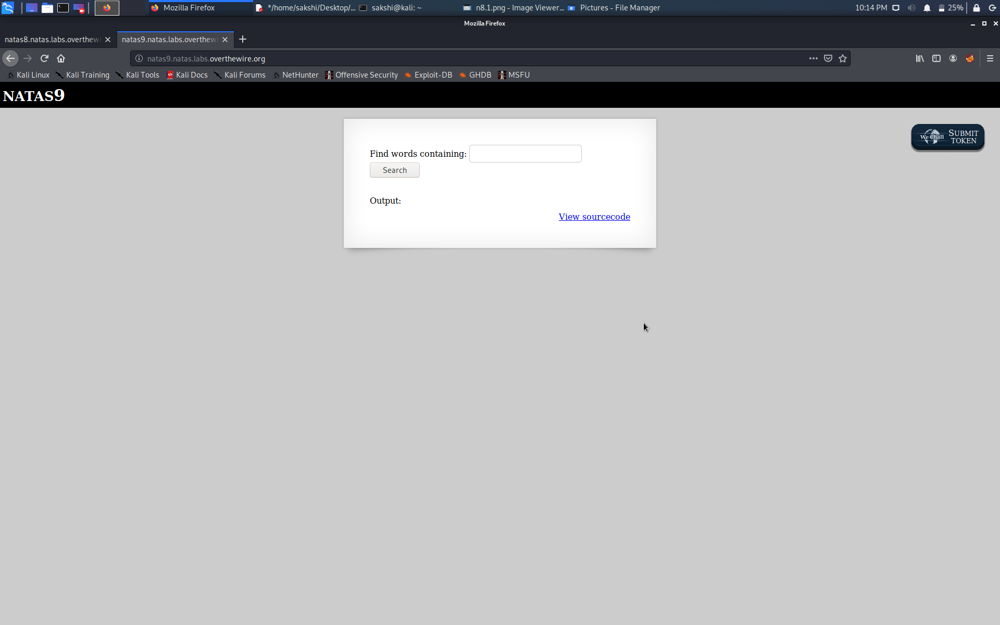 Mozilla Firefox
*/home/sakshi/Desktop/...
sakshi@kali: ~
n8.1.png - Image Viewer...
Pictures - File Manager
10:14 PM
25%
Mozilla Firefox
natas8.natas.labs.overthewi
natas9.natas.labs.overthewi
natas9.natas.labs.overthewire.org
Kali Linux
Kali Training
Kali Tools
Kali Docs
Kali Forums
NetHunter
Offensive Security
Exploit-DB
GHDB
MSFU
NATAS9
We Chall
SUBMIT
TOKEN
Find words containing:
Search
Output:
View sourcecode